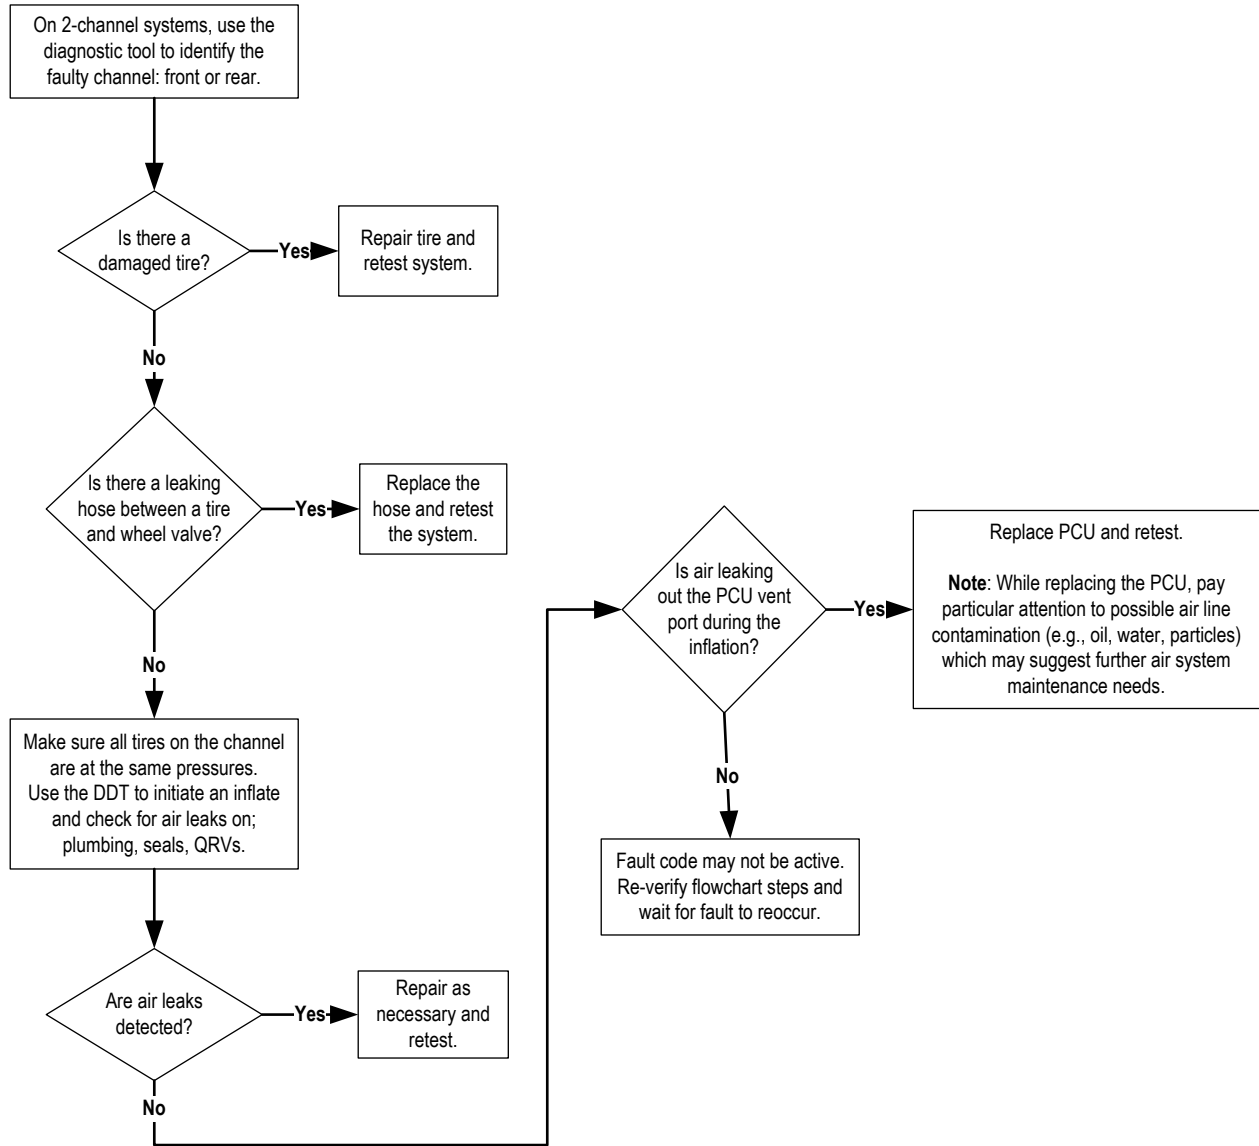 On 2-channel systems, use the
diagnostic tool to identify the
faulty channel: front or rear.
Is there a
damaged tire?
Yes
Repair tire and
retest system.
No
Is there a leaking
hose between a tire
and wheel valve?
Yes
Replace the
hose and retest
the system.
No
Make sure all tires on the channel
are at the same pressures.
Use the DDT to initiate an inflate
and check for air leaks on;
plumbing, seals, QRVs.
Are air leaks
detected?
Yes
Repair as
necessary and
retest.
No
Is air leaking
out the PCU vent
port during the
inflation?
Yes
Replace PCU and retest.
Note: While replacing the PCU, pay
particular attention to possible air line
contamination (e.g., oil, water, particles)
which may suggest further air system
maintenance needs.
No
Fault code may not be active.
Re-verify flowchart steps and
wait for fault to reoccur.